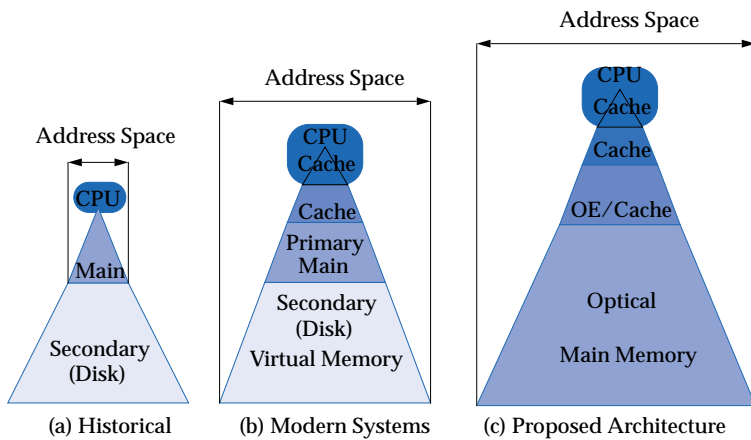 Address Space
CPU
Main
Secondary
(Disk)
(a) Historical
Address Space
CPU
Cache
Cache
Primary
Main
Secondary
(Disk)
Virtual Memory
(b) Modern Systems
Address Space
CPU
Cache
Cache
OE/Cache
Optical
Main Memory
(c) Proposed Architecture